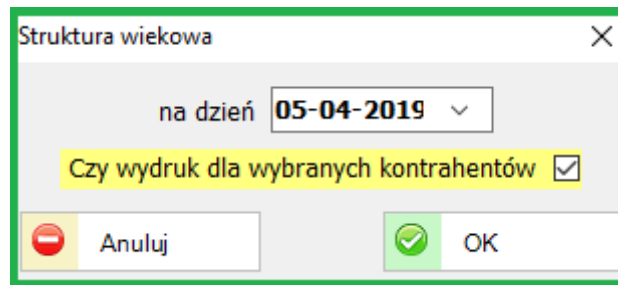 Struktura wiekowa
na dzień 05-04-2019
Czy wydruk dla wybranych kontrahentów
Anuluj OK